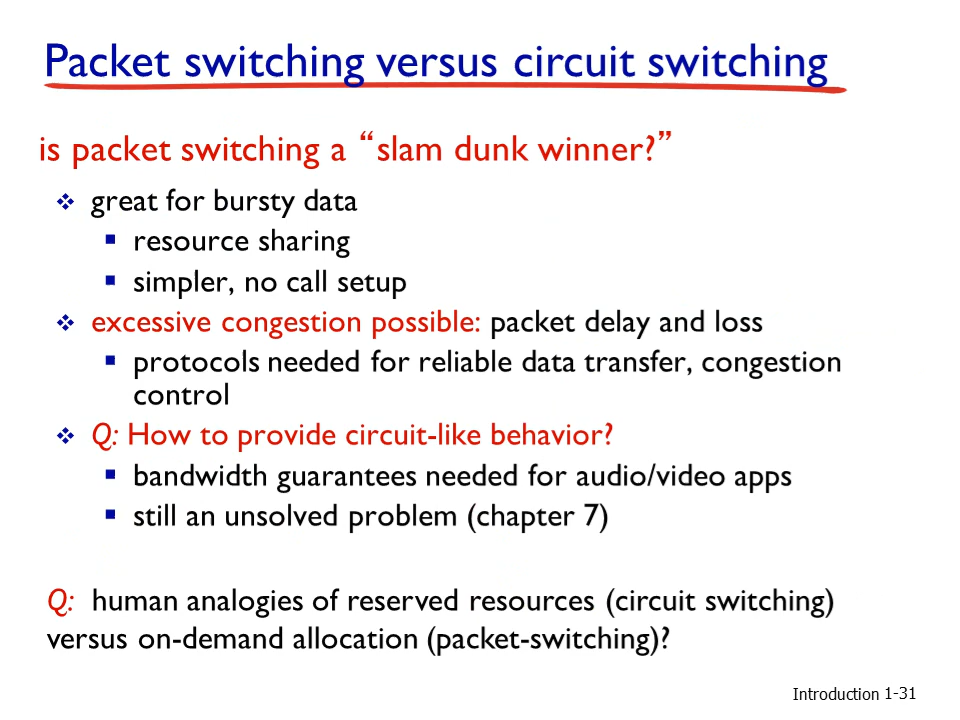 Packet switching versus circuit switching
is packet switching a “slam dunk winner?”
great for bursty data
resource sharing
simpler, no call setup
excessive congestion possible: packet delay and loss
protocols needed for reliable data transfer, congestion
control
Q: How to provide circuit-like behavior?
bandwidth guarantees needed for audio/video apps
still an unsolved problem (chapter 7)
Q: human analogies of reserved resources (circuit switching)
versus on-demand allocation (packet-switching)?
Introduction 1-31